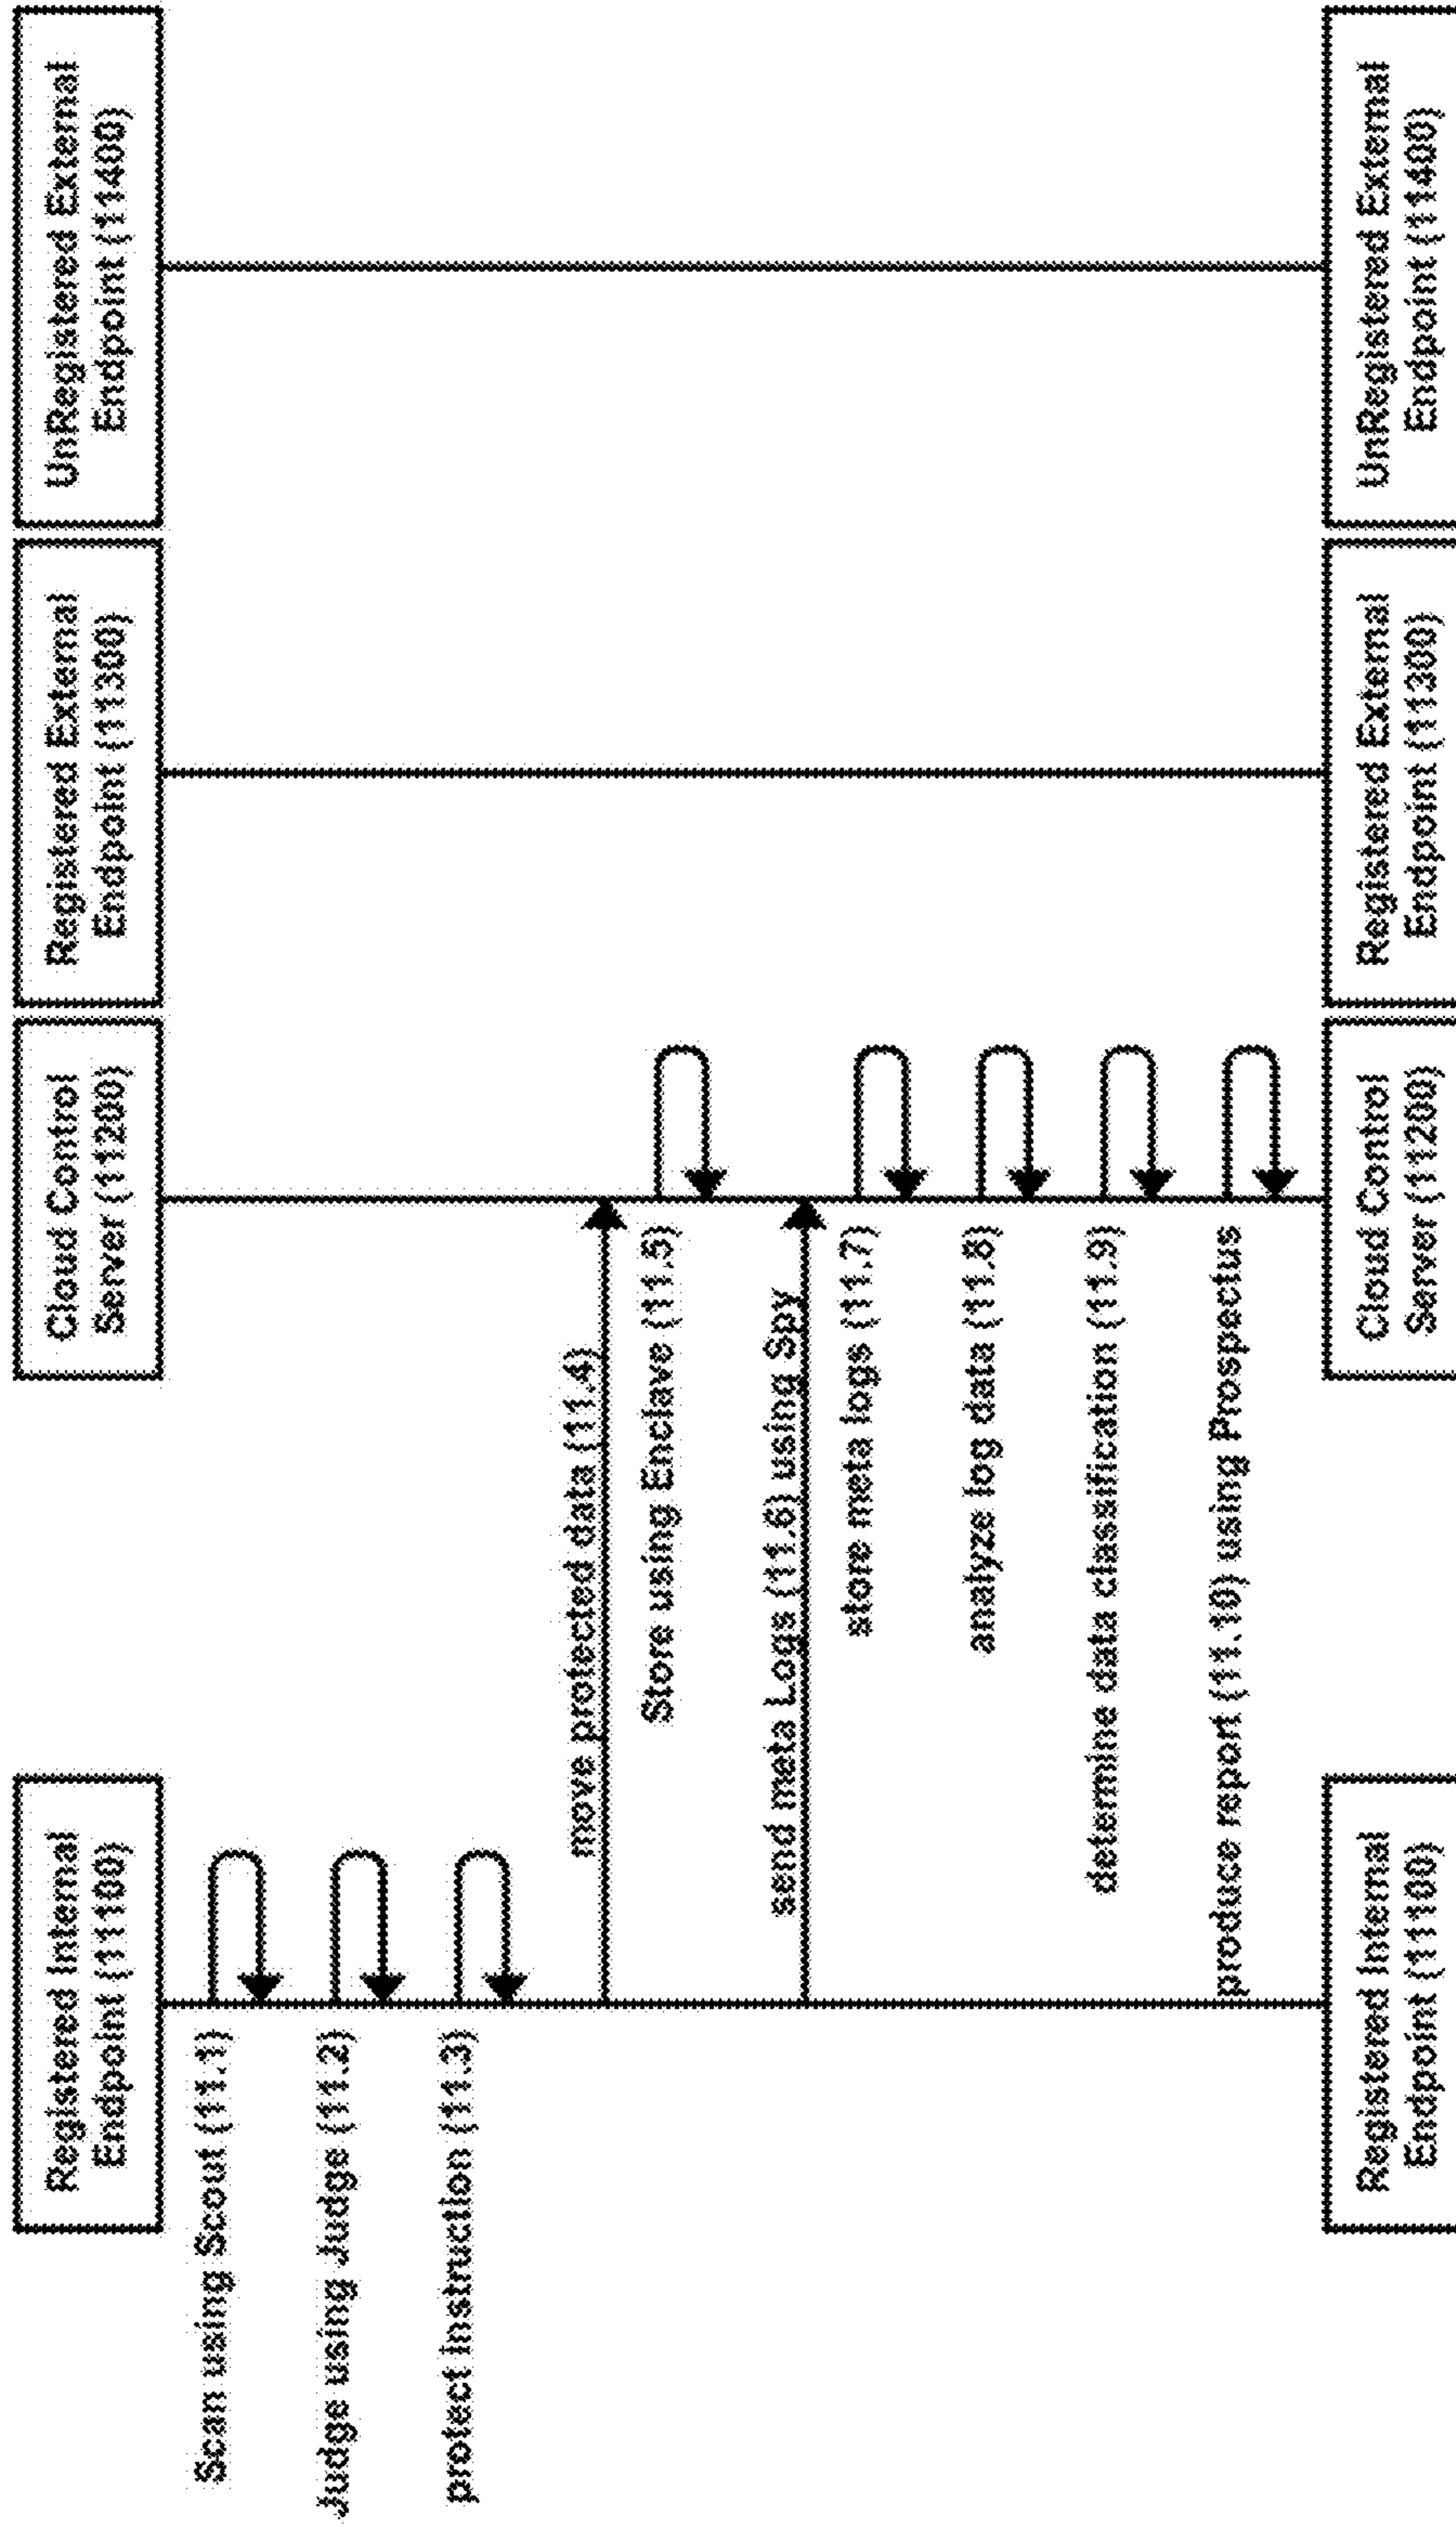 Registered Internal
Endpoint (11100)
Cloud Control
Server (11200)
Registered External
Endpoint (11300)
UnRegistered External
Endpoint (11400)
Scan using Scout (11.1)
Judge using Judge (11.2)
protect instruction (11.3)
move protected data (11.4)
Store using Enclave (11.5)
send meta Logs (11.6) using Spy
store meta logs (11.7)
analyze log data (11.8)
determine data classification (11.9)
produce report (11.10) using Prospectus
Registered Internal
Endpoint (11100)
Cloud Control
Server (11200)
Registered External
Endpoint (11300)
UnRegistered External
Endpoint (11400)